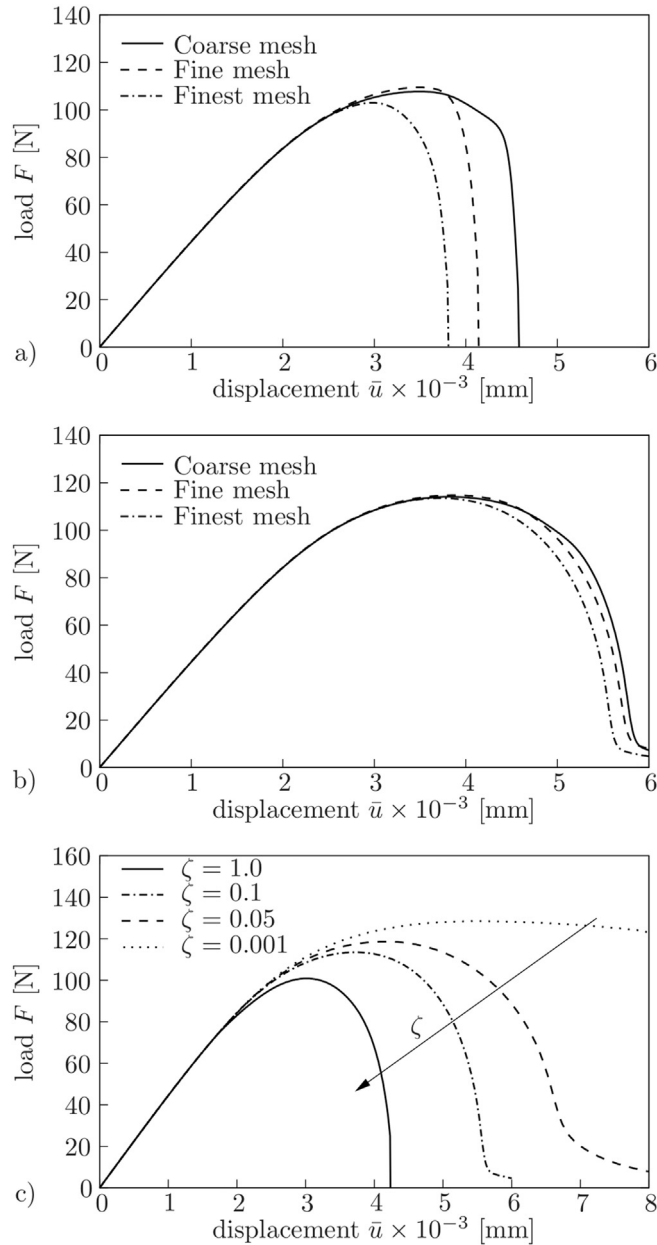 140
120
100
80
60
40
20
0
load F [N]
Coarse mesh
Fine mesh
Finest mesh
0 1 2 3 4 5 6
a)
displacement ū × 10⁻³ [mm]
140
120
100
80
60
40
20
0
load F [N]
Coarse mesh
Fine mesh
Finest mesh
0 1 2 3 4 5 6
b)
displacement ū × 10⁻³ [mm]
160
140
120
100
80
60
40
20
0
load F [N]
ζ = 1.0
ζ = 0.1
ζ = 0.05
ζ = 0.001
ζ
0 1 2 3 4 5 6 7 8
c)
displacement ū × 10⁻³ [mm]